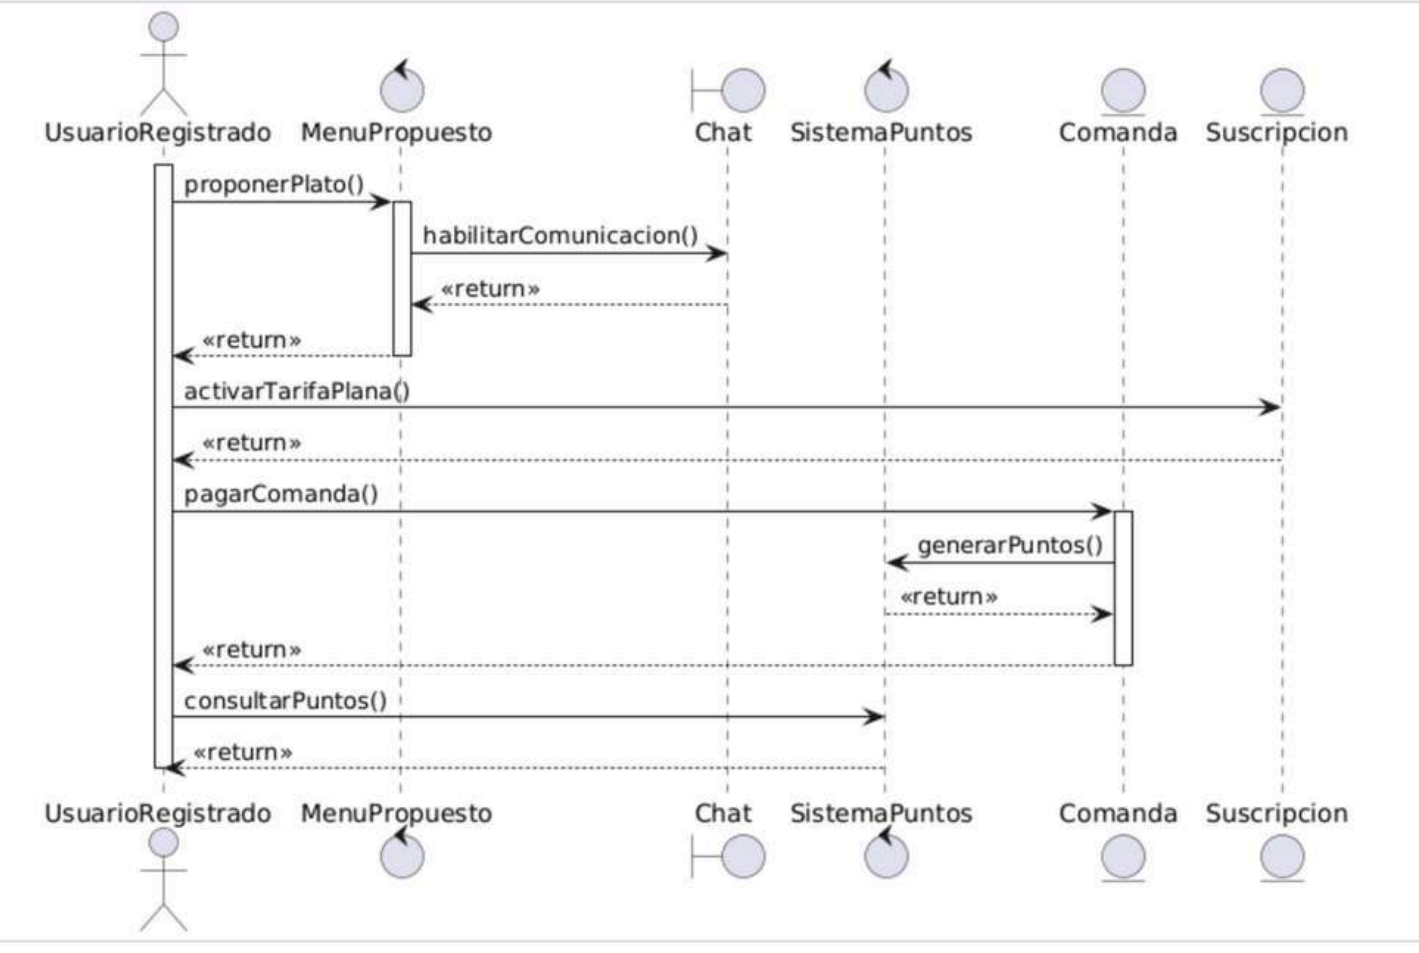 UsuarioRegistrado MenuPropuesto Chat SistemaPuntos Comanda Suscripcion
proponerPlato()
habilitarComunicacion()
«return»
«return»
activarTarifaPlana()
«return»
pagarComanda()
generarPuntos()
«return»
«return»
consultarPuntos()
«return»
UsuarioRegistrado MenuPropuesto Chat SistemaPuntos Comanda Suscripcion